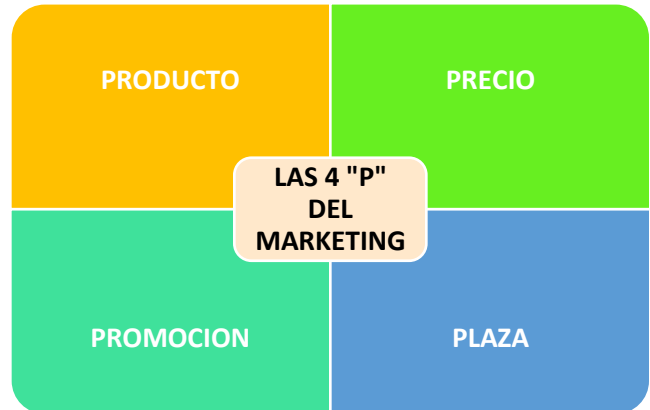 PRODUCTO
PRECIO
LAS 4 "P"
DEL
MARKETING
PROMOCION
PLAZA